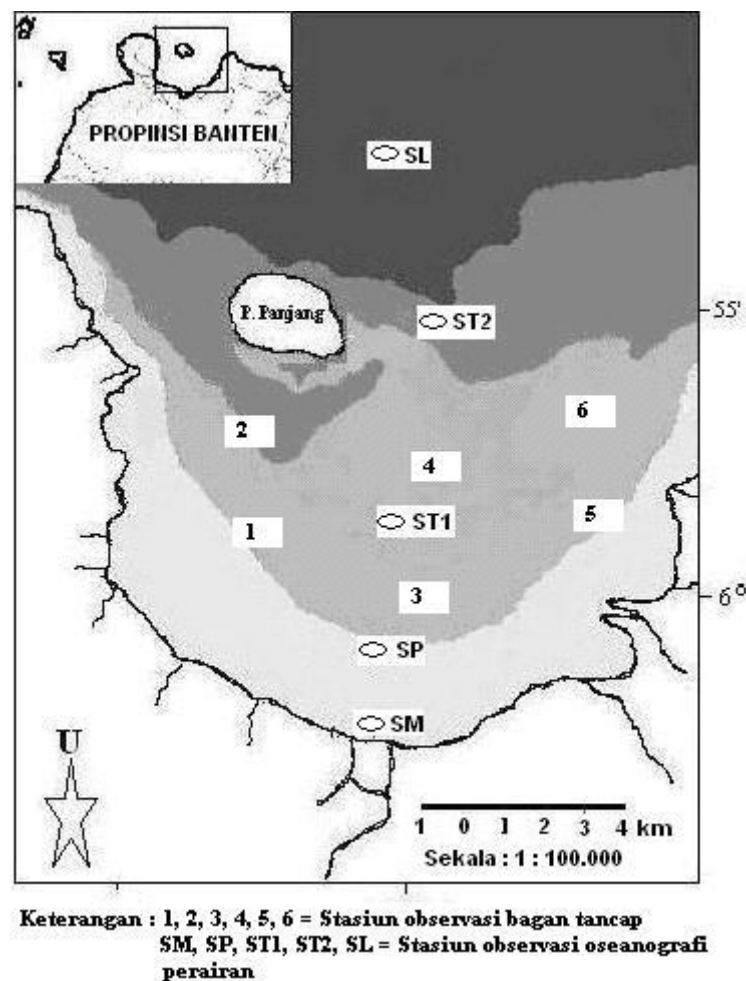 PROPINSI BANTEN
SL
P. Panjang
ST2
55'
2
6
4
1
ST1
5
3
6°
SP
SM
U
1 0 1 2 3 4 km
Sekala : 1 : 100.000
Keterangan : 1, 2, 3, 4, 5, 6 = Stasiun observasi bagan tancap
SM, SP, ST1, ST2, SL = Stasiun observasi oseanografi
perairan